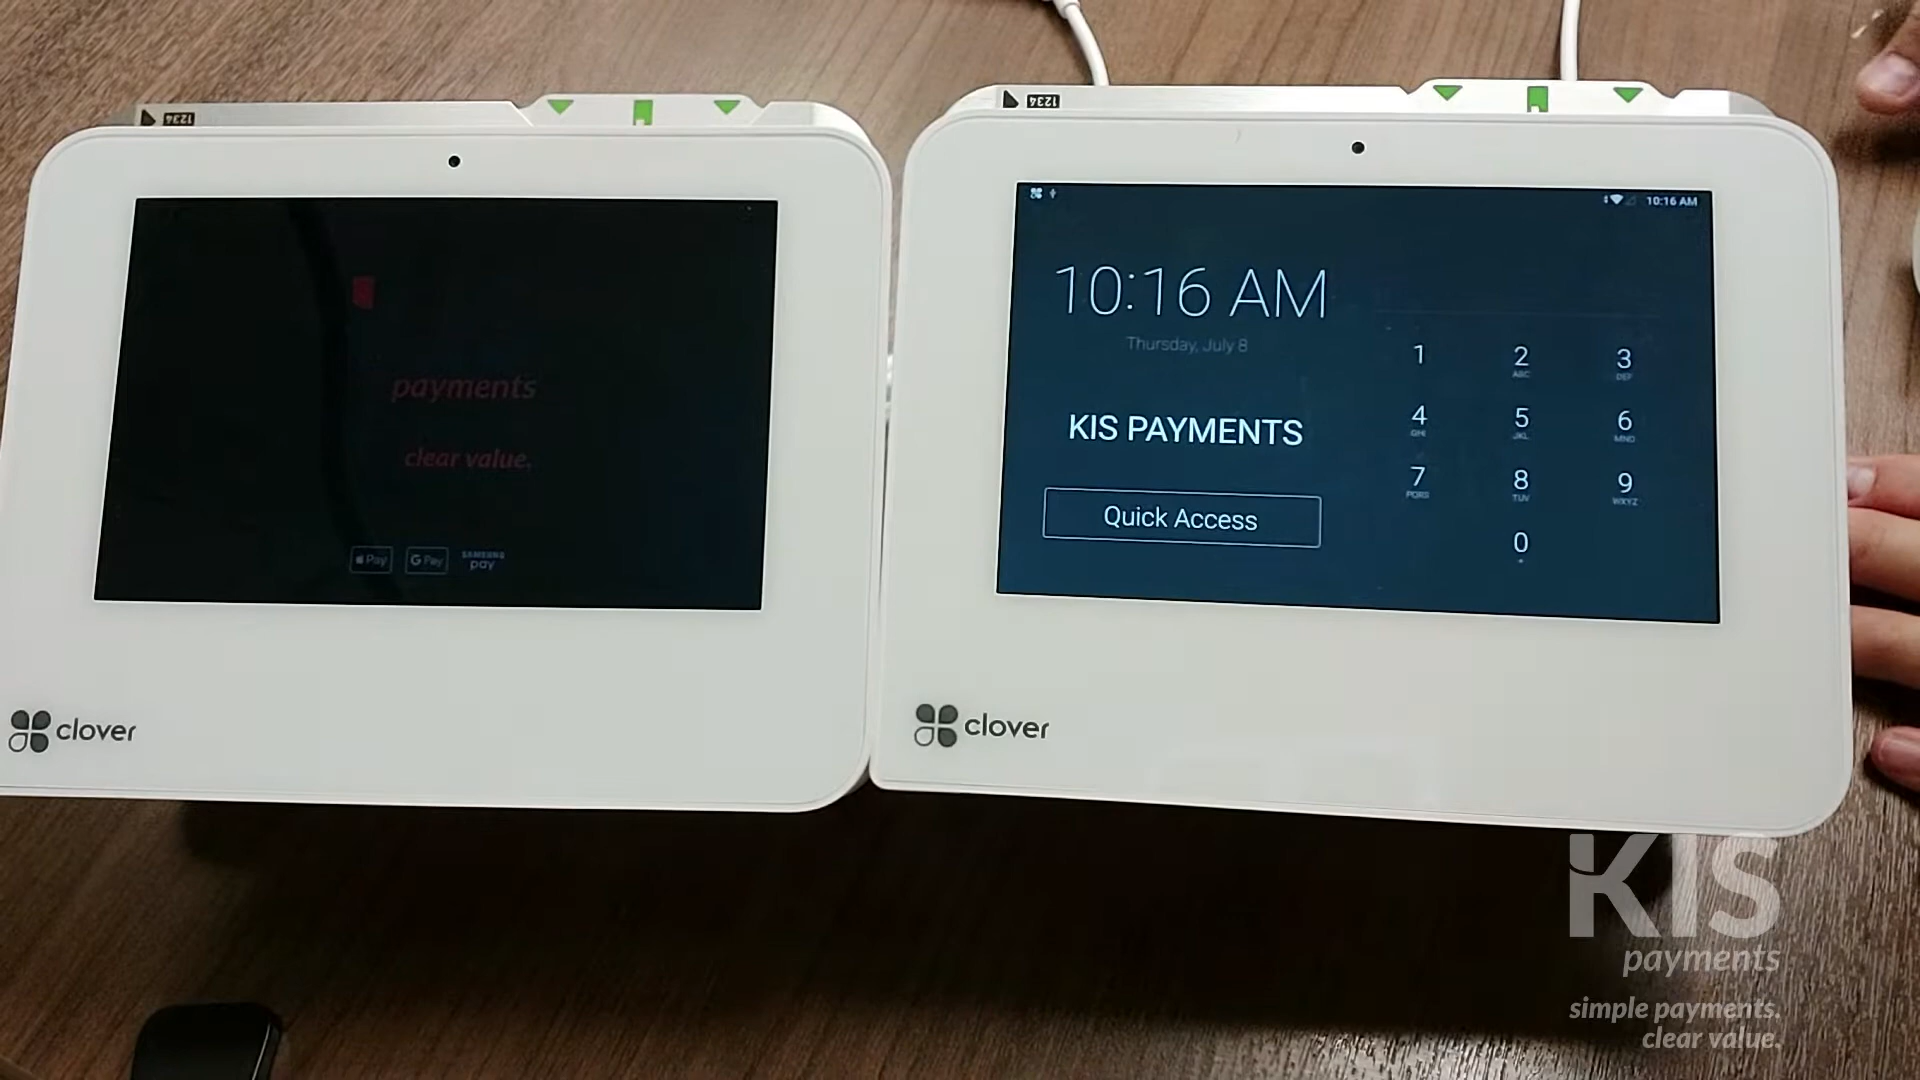 1234
payments
clear value.
Pay
G Pay
SAMSUNG
pay
clover
1234
10:16 AM
10:16 AM
Thursday, July 8
KIS PAYMENTS
Quick Access
1
2
ABC
3
DEF
4
GHI
5
JKL
6
MNO
7
PQRS
8
TUV
9
WXYZ
0
clover
KIS
payments
simple payments.
clear value.